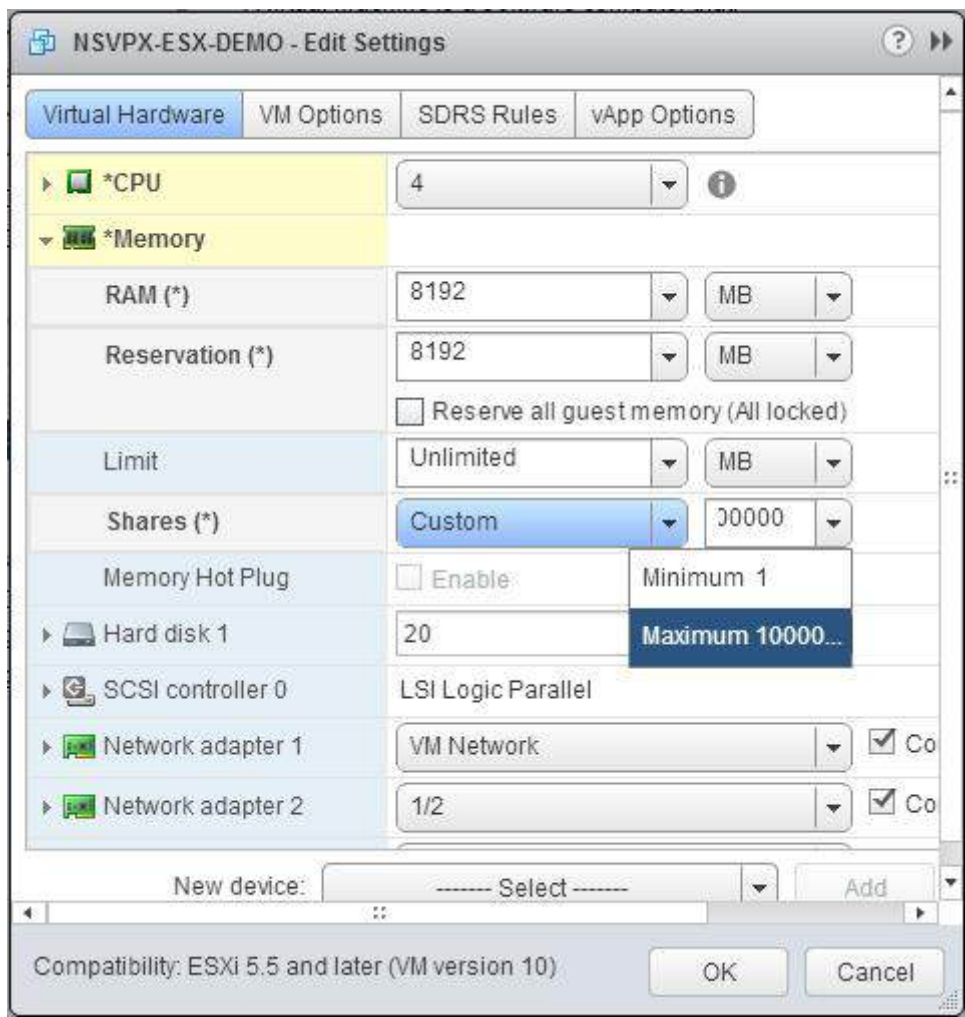 NSVPX-ESX-DEMO - Edit Settings ?
Virtual Hardware VM Options SDRS Rules vApp Options
*CPU 4
*Memory
RAM (*) 8192 MB
Reservation (*) 8192 MB
Reserve all guest memory (All locked)
Limit Unlimited MB
Shares (*) Custom 00000
Memory Hot Plug Enable Minimum 1
Hard disk 1 20 Maximum 10000...
SCSI controller 0 LSI Logic Parallel
Network adapter 1 VM Network Co
Network adapter 2 1/2 Co
New device: ------- Select ------- Add
Compatibility: ESXi 5.5 and later (VM version 10) OK Cancel